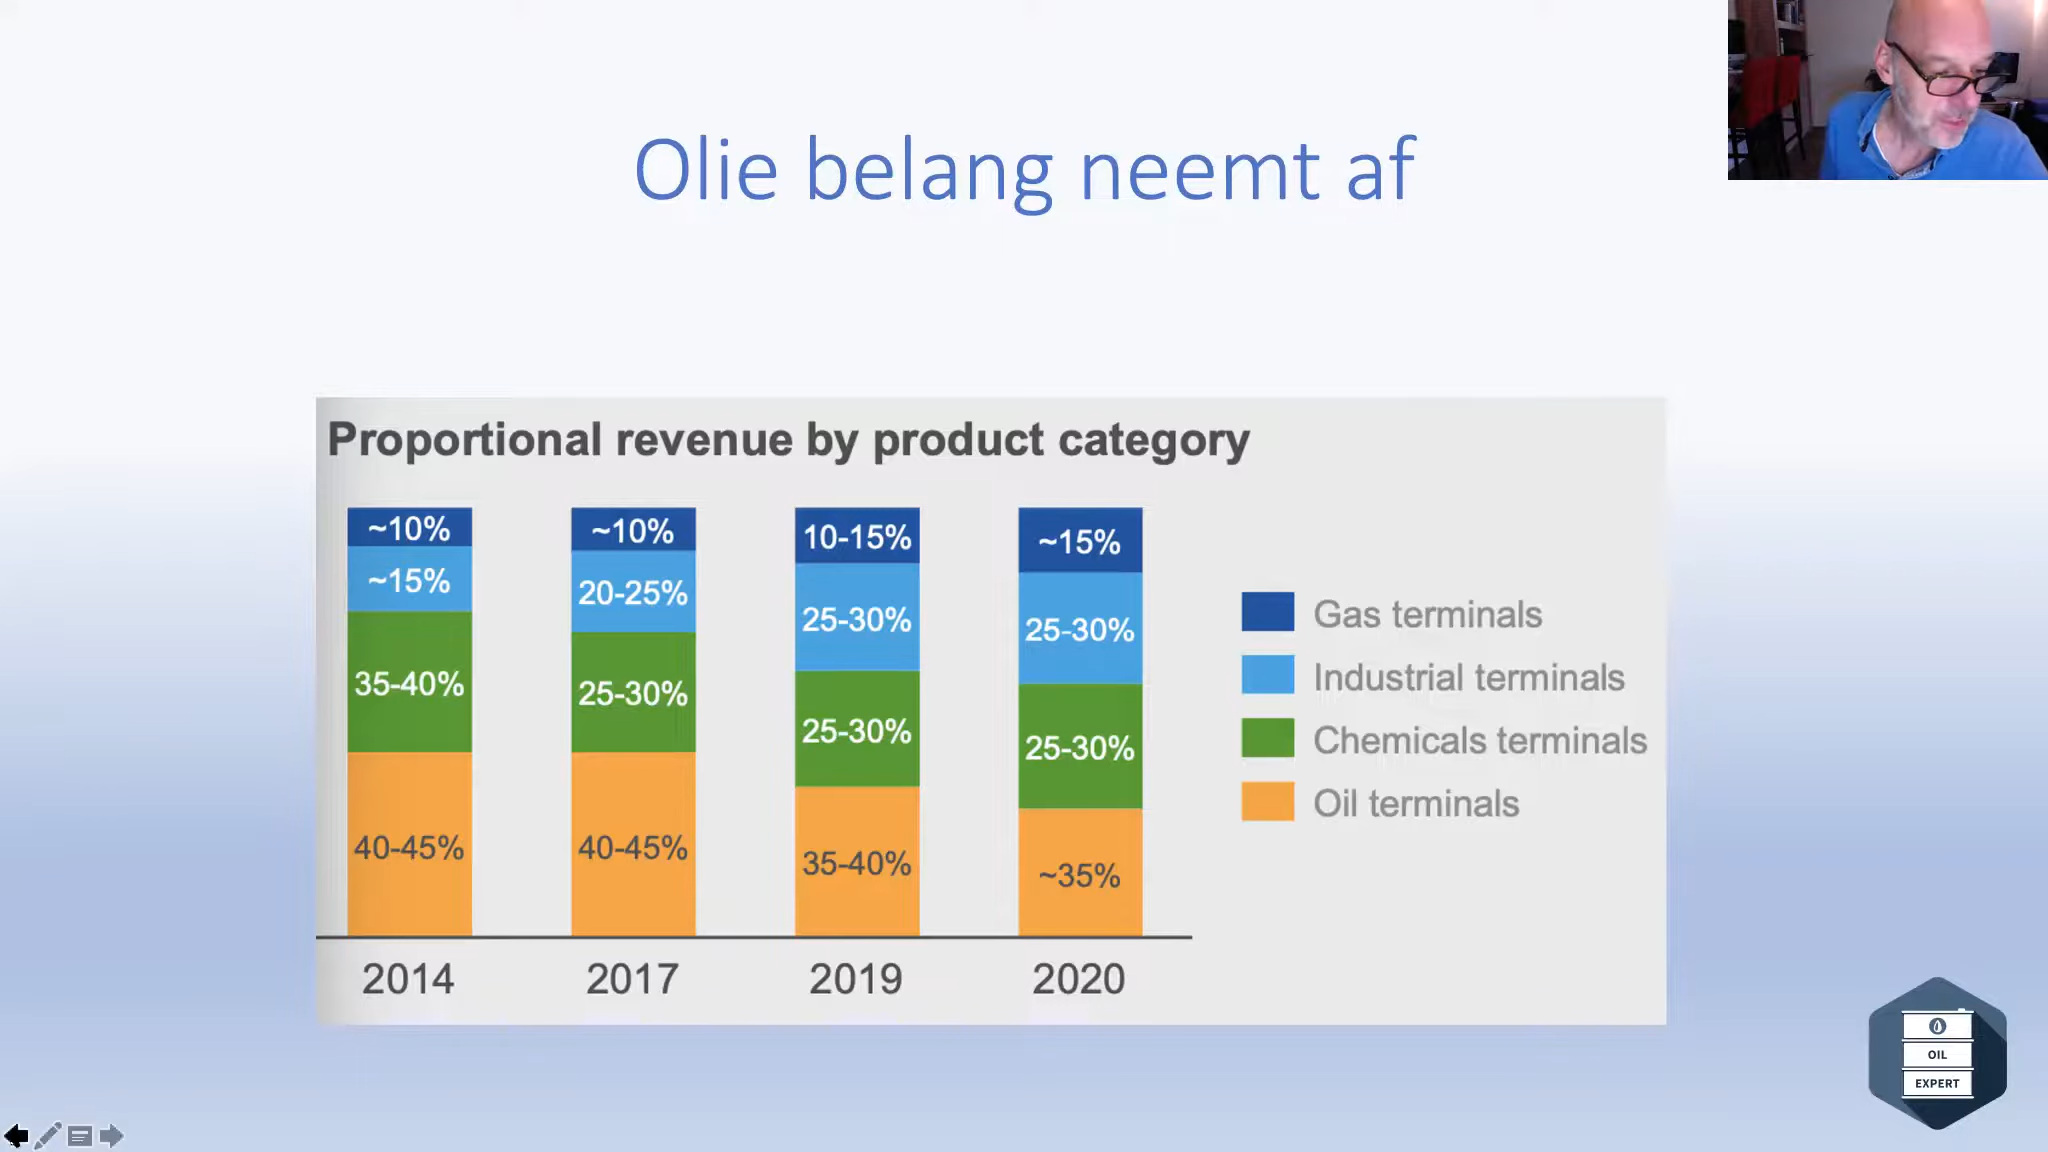 Olie belang neemt af
Proportional revenue by product category
~10% ~10% 10-15% ~15%
~15% 20-25% 25-30% 25-30%
35-40% 25-30% 25-30% 25-30%
40-45% 40-45% 35-40% ~35%
2014 2017 2019 2020
Gas terminals
Industrial terminals
Chemicals terminals
Oil terminals
OIL
EXPERT